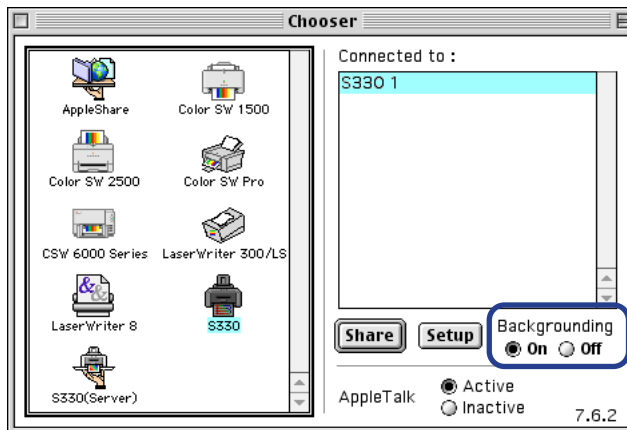 Chooser
AppleShare
Color SW 1500
Color SW 2500
Color SW Pro
CSW 6000 Series
LaserWriter 300/LS
LaserWriter 8
S330
S330(Server)
Connected to :
S330 1
Share
Setup
Backgrounding
On Off
AppleTalk
Active
Inactive
7.6.2